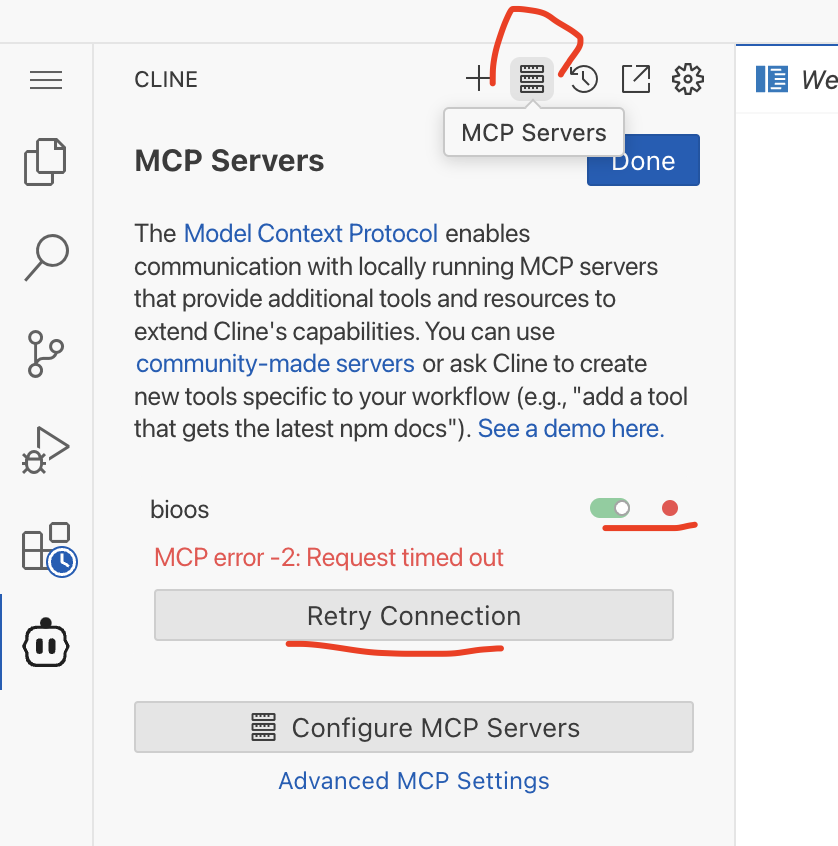 CLINE
MCP Servers
MCP Servers
Done
The Model Context Protocol enables
communication with locally running MCP servers
that provide additional tools and resources to
extend Cline's capabilities. You can use
community-made servers or ask Cline to create
new tools specific to your workflow (e.g., "add a tool
that gets the latest npm docs"). See a demo here.
bioos
MCP error -2: Request timed out
Retry Connection
Configure MCP Servers
Advanced MCP Settings
We